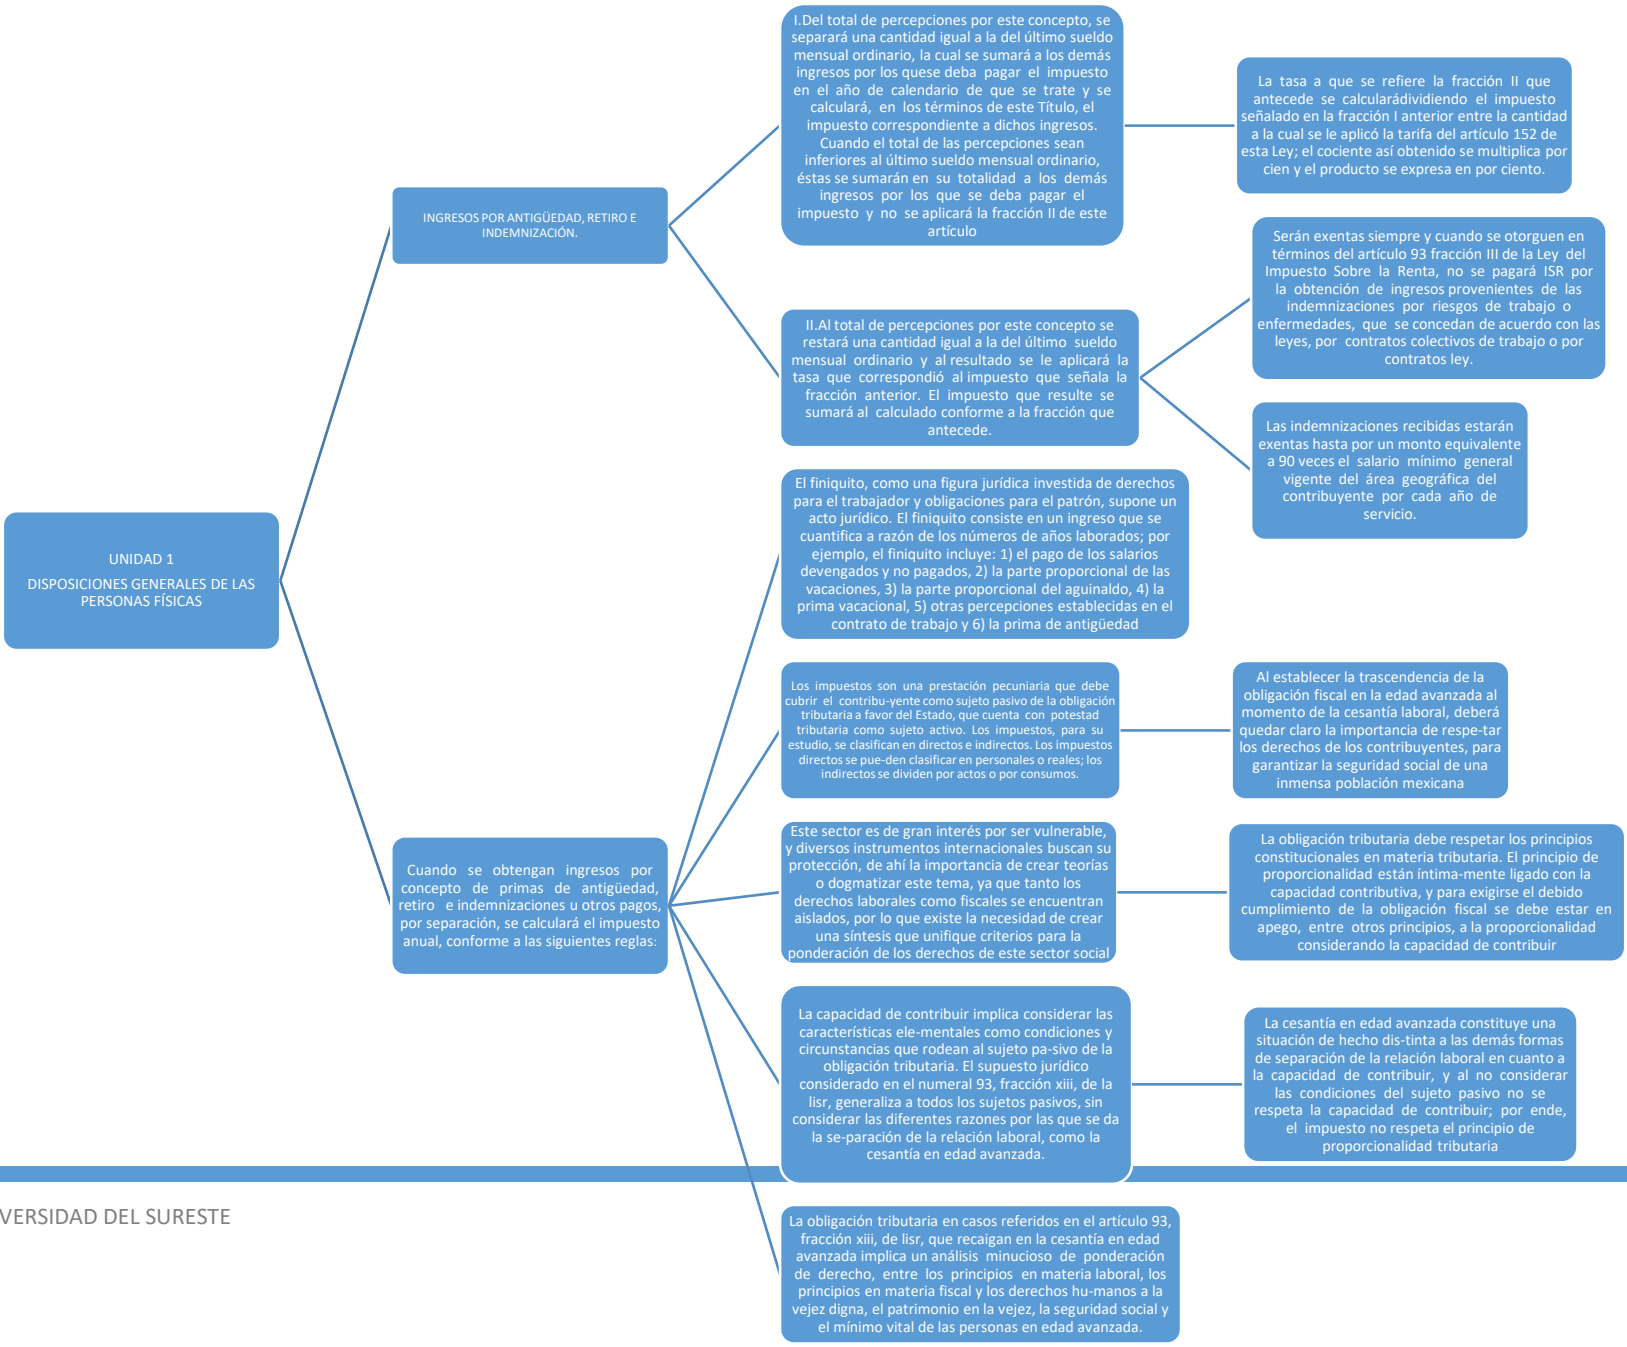 UNIDAD 1
DISPOSICIONES GENERALES DE LAS
PERSONAS FÍSICAS
INGRESOS POR ANTIGÜEDAD, RETIRO E
INDEMNIZACIÓN.
I.Del total de percepciones por este concepto, se
separará una cantidad igual a la del último sueldo
mensual ordinario, la cual se sumará a los demás
ingresos por los quese deba pagar el impuesto
en el año de calendario de que se trate y se
calculará, en los términos de este Título, el
impuesto correspondiente a dichos ingresos.
Cuando el total de las percepciones sean
inferiores al último sueldo mensual ordinario,
éstas se sumarán en su totalidad a los demás
ingresos por los que se deba pagar el
impuesto y no se aplicará la fracción II de este
artículo
La tasa a que se refiere la fracción II que
antecede se calcularádividiendo el impuesto
señalado en la fracción I anterior entre la cantidad
a la cual se le aplicó la tarifa del artículo 152 de
esta Ley; el cociente así obtenido se multiplica por
cien y el producto se expresa en por ciento.
II.Al total de percepciones por este concepto se
restará una cantidad igual a la del último sueldo
mensual ordinario y al resultado se le aplicará la
tasa que correspondió al impuesto que señala la
fracción anterior. El impuesto que resulte se
sumará al calculado conforme a la fracción que
antecede.
Serán exentas siempre y cuando se otorguen en
términos del artículo 93 fracción III de la Ley del
Impuesto Sobre la Renta, no se pagará ISR por
la obtención de ingresos provenientes de las
indemnizaciones por riesgos de trabajo o
enfermedades, que se concedan de acuerdo con las
leyes, por contratos colectivos de trabajo o por
contratos ley.
Las indemnizaciones recibidas estarán
exentas hasta por un monto equivalente
a 90 veces el salario mínimo general
vigente del área geográfica del
contribuyente por cada año de
servicio.
Cuando se obtengan ingresos por
concepto de primas de antigüedad,
retiro e indemnizaciones u otros pagos,
por separación, se calculará el impuesto
anual, conforme a las siguientes reglas:
El finiquito, como una figura jurídica investida de derechos
para el trabajador y obligaciones para el patrón, supone un
acto jurídico. El finiquito consiste en un ingreso que se
cuantifica a razón de los números de años laborados; por
ejemplo, el finiquito incluye: 1) el pago de los salarios
devengados y no pagados, 2) la parte proporcional de las
vacaciones, 3) la parte proporcional del aguinaldo, 4) la
prima vacacional, 5) otras percepciones establecidas en el
contrato de trabajo y 6) la prima de antigüedad
Los impuestos son una prestación pecuniaria que debe
cubrir el contribu-yente como sujeto pasivo de la obligación
tributaria a favor del Estado, que cuenta con potestad
tributaria como sujeto activo. Los impuestos, para su
estudio, se clasifican en directos e indirectos. Los impuestos
directos se pue-den clasificar en personales o reales; los
indirectos se dividen por actos o por consumos.
Al establecer la trascendencia de la
obligación fiscal en la edad avanzada al
momento de la cesantía laboral, deberá
quedar claro la importancia de respe-tar
los derechos de los contribuyentes, para
garantizar la seguridad social de una
inmensa población mexicana
Este sector es de gran interés por ser vulnerable,
y diversos instrumentos internacionales buscan su
protección, de ahí la importancia de crear teorías
o dogmatizar este tema, ya que tanto los
derechos laborales como fiscales se encuentran
aislados, por lo que existe la necesidad de crear
una síntesis que unifique criterios para la
ponderación de los derechos de este sector social
La obligación tributaria debe respetar los principios
constitucionales en materia tributaria. El principio de
proporcionalidad están íntima-mente ligado con la
capacidad contributiva, y para exigirse el debido
cumplimiento de la obligación fiscal se debe estar en
apego, entre otros principios, a la proporcionalidad
considerando la capacidad de contribuir
La capacidad de contribuir implica considerar las
características ele-mentales como condiciones y
circunstancias que rodean al sujeto pa-sivo de la
obligación tributaria. El supuesto jurídico
considerado en el numeral 93, fracción xiii, de la
lisr, generaliza a todos los sujetos pasivos, sin
considerar las diferentes razones por las que se da
la se-paración de la relación laboral, como la
cesantía en edad avanzada.
La cesantía en edad avanzada constituye una
situación de hecho dis-tinta a las demás formas
de separación de la relación laboral en cuanto a
la capacidad de contribuir, y al no considerar
las condiciones del sujeto pasivo no se
respeta la capacidad de contribuir; por ende,
el impuesto no respeta el principio de
proporcionalidad tributaria
La obligación tributaria en casos referidos en el artículo 93,
fracción xiii, de lisr, que recaigan en la cesantía en edad
avanzada implica un análisis minucioso de ponderación
de derecho, entre los principios en materia laboral, los
principios en materia fiscal y los derechos hu-manos a la
vejez digna, el patrimonio en la vejez, la seguridad social y
el mínimo vital de las personas en edad avanzada.
VERSIDAD DEL SURESTE